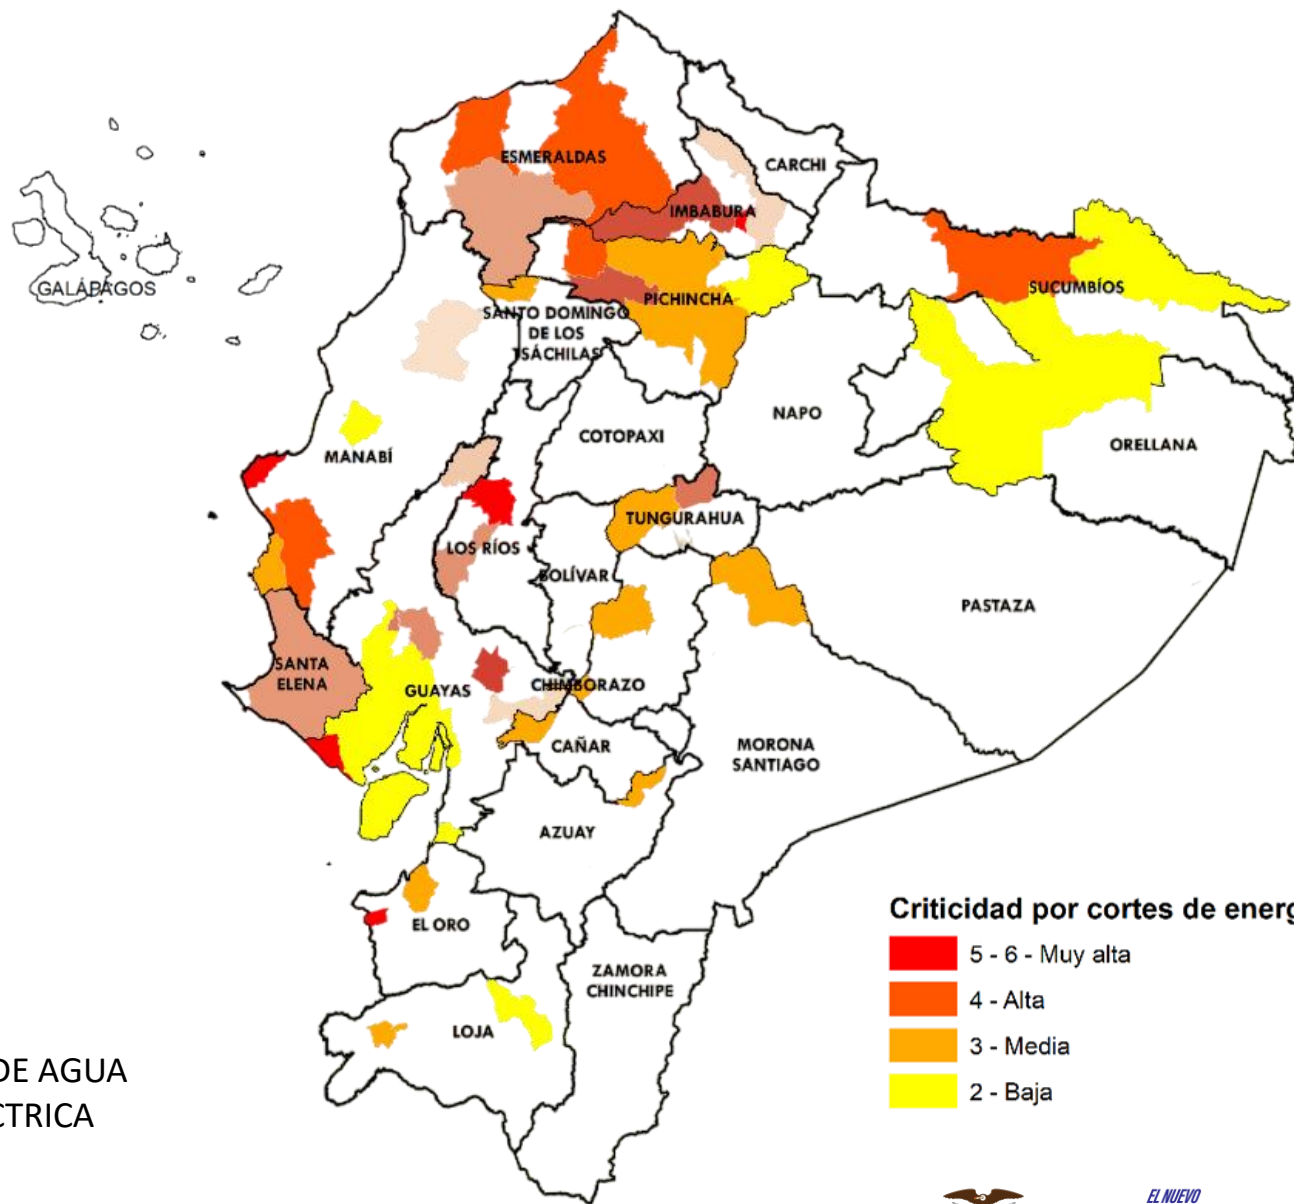 ESMERALDAS
CARCHI
IMBABURA
GALÁPAGOS
SUCUMBÍOS
PICHINCHA
SANTO DOMINGO
DE LOS
TSÁCHILAS
NAPO
COTOPAXI
ORELLANA
MANABÍ
TUNGURAHUA
LOS RÍOS
BOLÍVAR
PASTAZA
SANTA
ELENA
GUAYAS
CHIMBORAZO
CAÑAR
MORONA
SANTIAGO
AZUAY
EL ORO
ZAMORA
CHINCHIPE
LOJA
Criticidad por cortes de energ
5 - 6 - Muy alta
4 - Alta
3 - Media
2 - Baja
DE AGUA
CTRICA
EL NUEVO